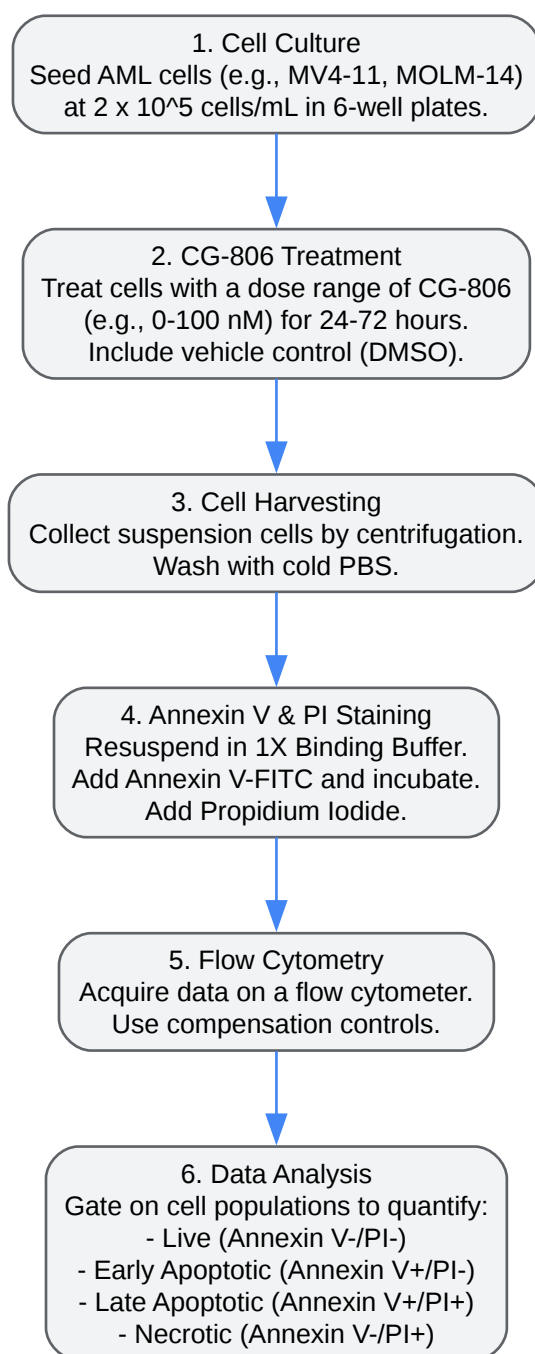 1. Cell Culture
Seed AML cells (e.g., MV4-11, MOLM-14)
at 2 x 10^5 cells/mL in 6-well plates.
2. CG-806 Treatment
Treat cells with a dose range of CG-806
(e.g., 0-100 nM) for 24-72 hours.
Include vehicle control (DMSO).
3. Cell Harvesting
Collect suspension cells by centrifugation.
Wash with cold PBS.
4. Annexin V & PI Staining
Resuspend in 1X Binding Buffer.
Add Annexin V-FITC and incubate.
Add Propidium Iodide.
5. Flow Cytometry
Acquire data on a flow cytometer.
Use compensation controls.
6. Data Analysis
Gate on cell populations to quantify:
- Live (Annexin V-/PI-)
- Early Apoptotic (Annexin V+/PI-)
- Late Apoptotic (Annexin V+/PI+)
- Necrotic (Annexin V-/PI+)